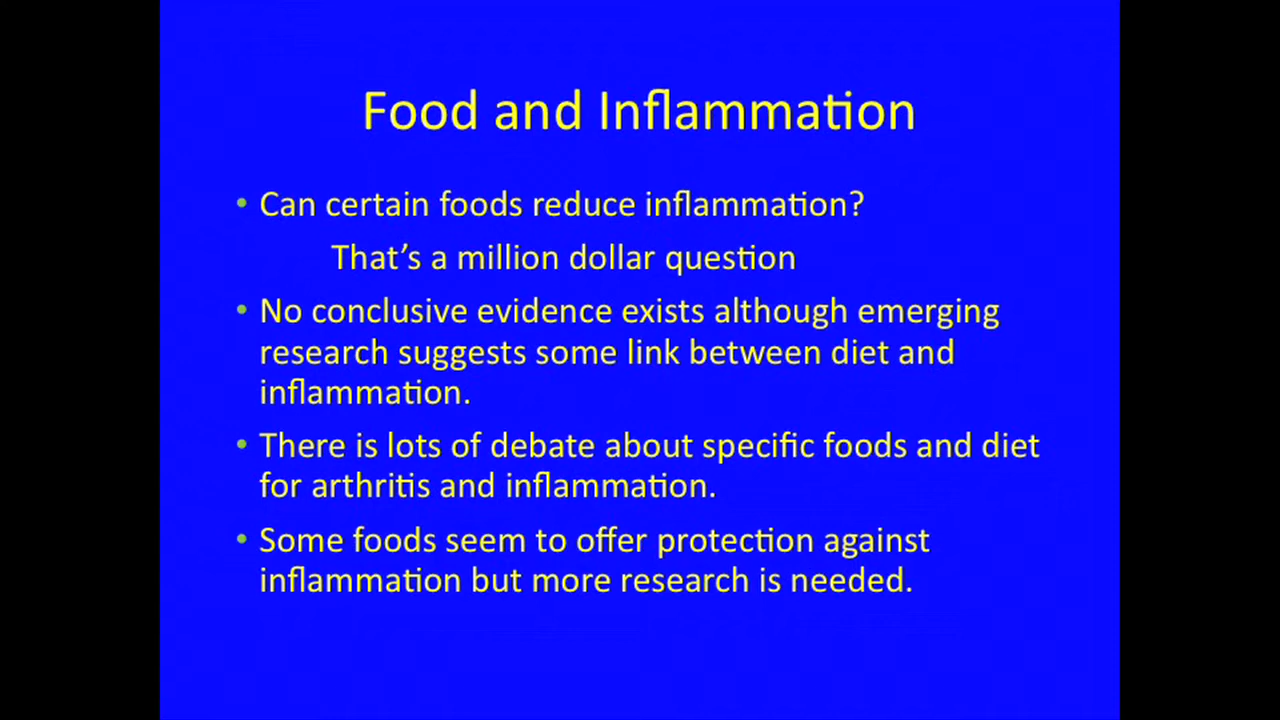 Food and Inflammation
• Can certain foods reduce inflammation?
That’s a million dollar question
• No conclusive evidence exists although emerging
research suggests some link between diet and
inflammation.
• There is lots of debate about specific foods and diet
for arthritis and inflammation.
• Some foods seem to offer protection against
inflammation but more research is needed.